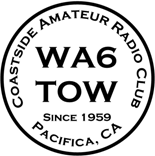 COASTSIDE AMATEUR RADIO CLUB
WA6
TOW
SINCE 1959
PACIFICA, CA